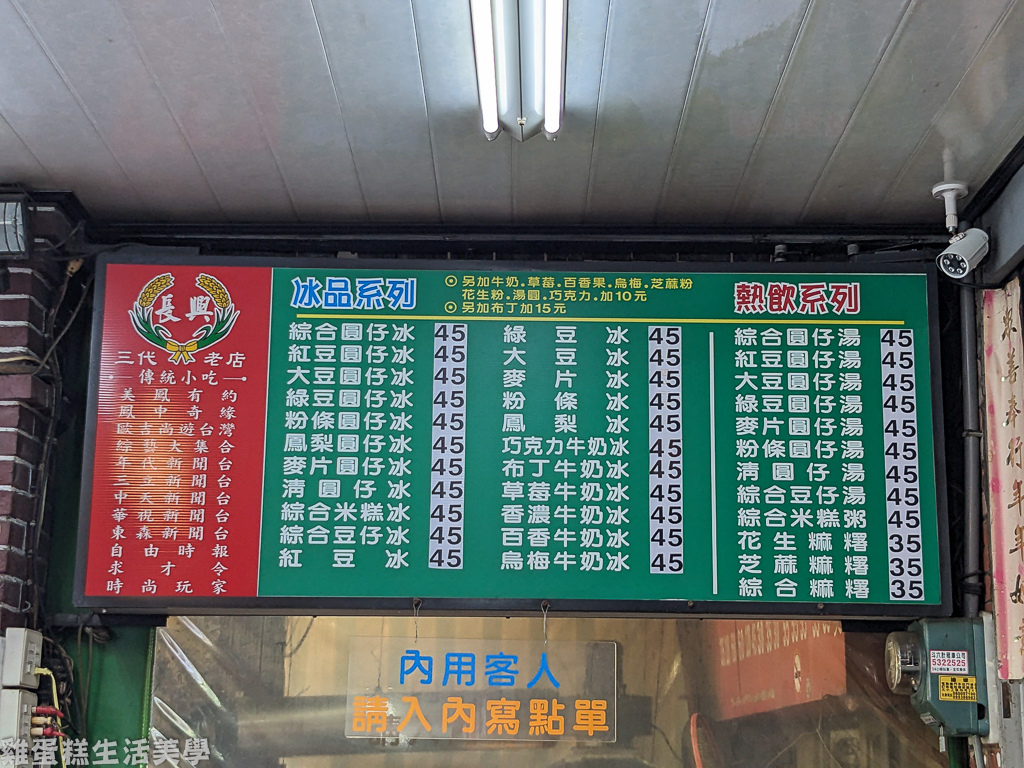 長興
三代老店
傳統小吃
美鳳有約
鳳中奇緣
歐吉尚遊台灣
綜藝大集合
年代新聞台
三立新聞台
中天新聞台
華視新聞台
東森新聞台
自由時報
求才令
時尚玩家
冰品系列
◎另加牛奶.草莓.百香果.烏梅.芝蔴粉
花生粉.湯圓.巧克力.加10元
◎另加布丁加15元
綜合圓仔冰 45
紅豆圓仔冰 45
大豆圓仔冰 45
綠豆圓仔冰 45
粉條圓仔冰 45
鳳梨圓仔冰 45
麥片圓仔冰 45
清圓仔冰 45
綜合米糕冰 45
綜合豆仔冰 45
紅豆冰 45
綠豆冰 45
大豆冰 45
麥片冰 45
粉條冰 45
鳳梨冰 45
巧克力牛奶冰 45
布丁牛奶冰 45
草莓牛奶冰 45
香濃牛奶冰 45
百香牛奶冰 45
烏梅牛奶冰 45
熱飲系列
綜合圓仔湯 45
紅豆圓仔湯 45
大豆圓仔湯 45
綠豆圓仔湯 45
麥片圓仔湯 45
粉條圓仔湯 45
清圓仔湯 45
綜合豆仔湯 45
綜合米糕粥 45
花生麻糬 35
芝蔴麻糬 35
綜合麻糬 35
內用客人
請入內寫點單
5322525
雞蛋糕生活美學